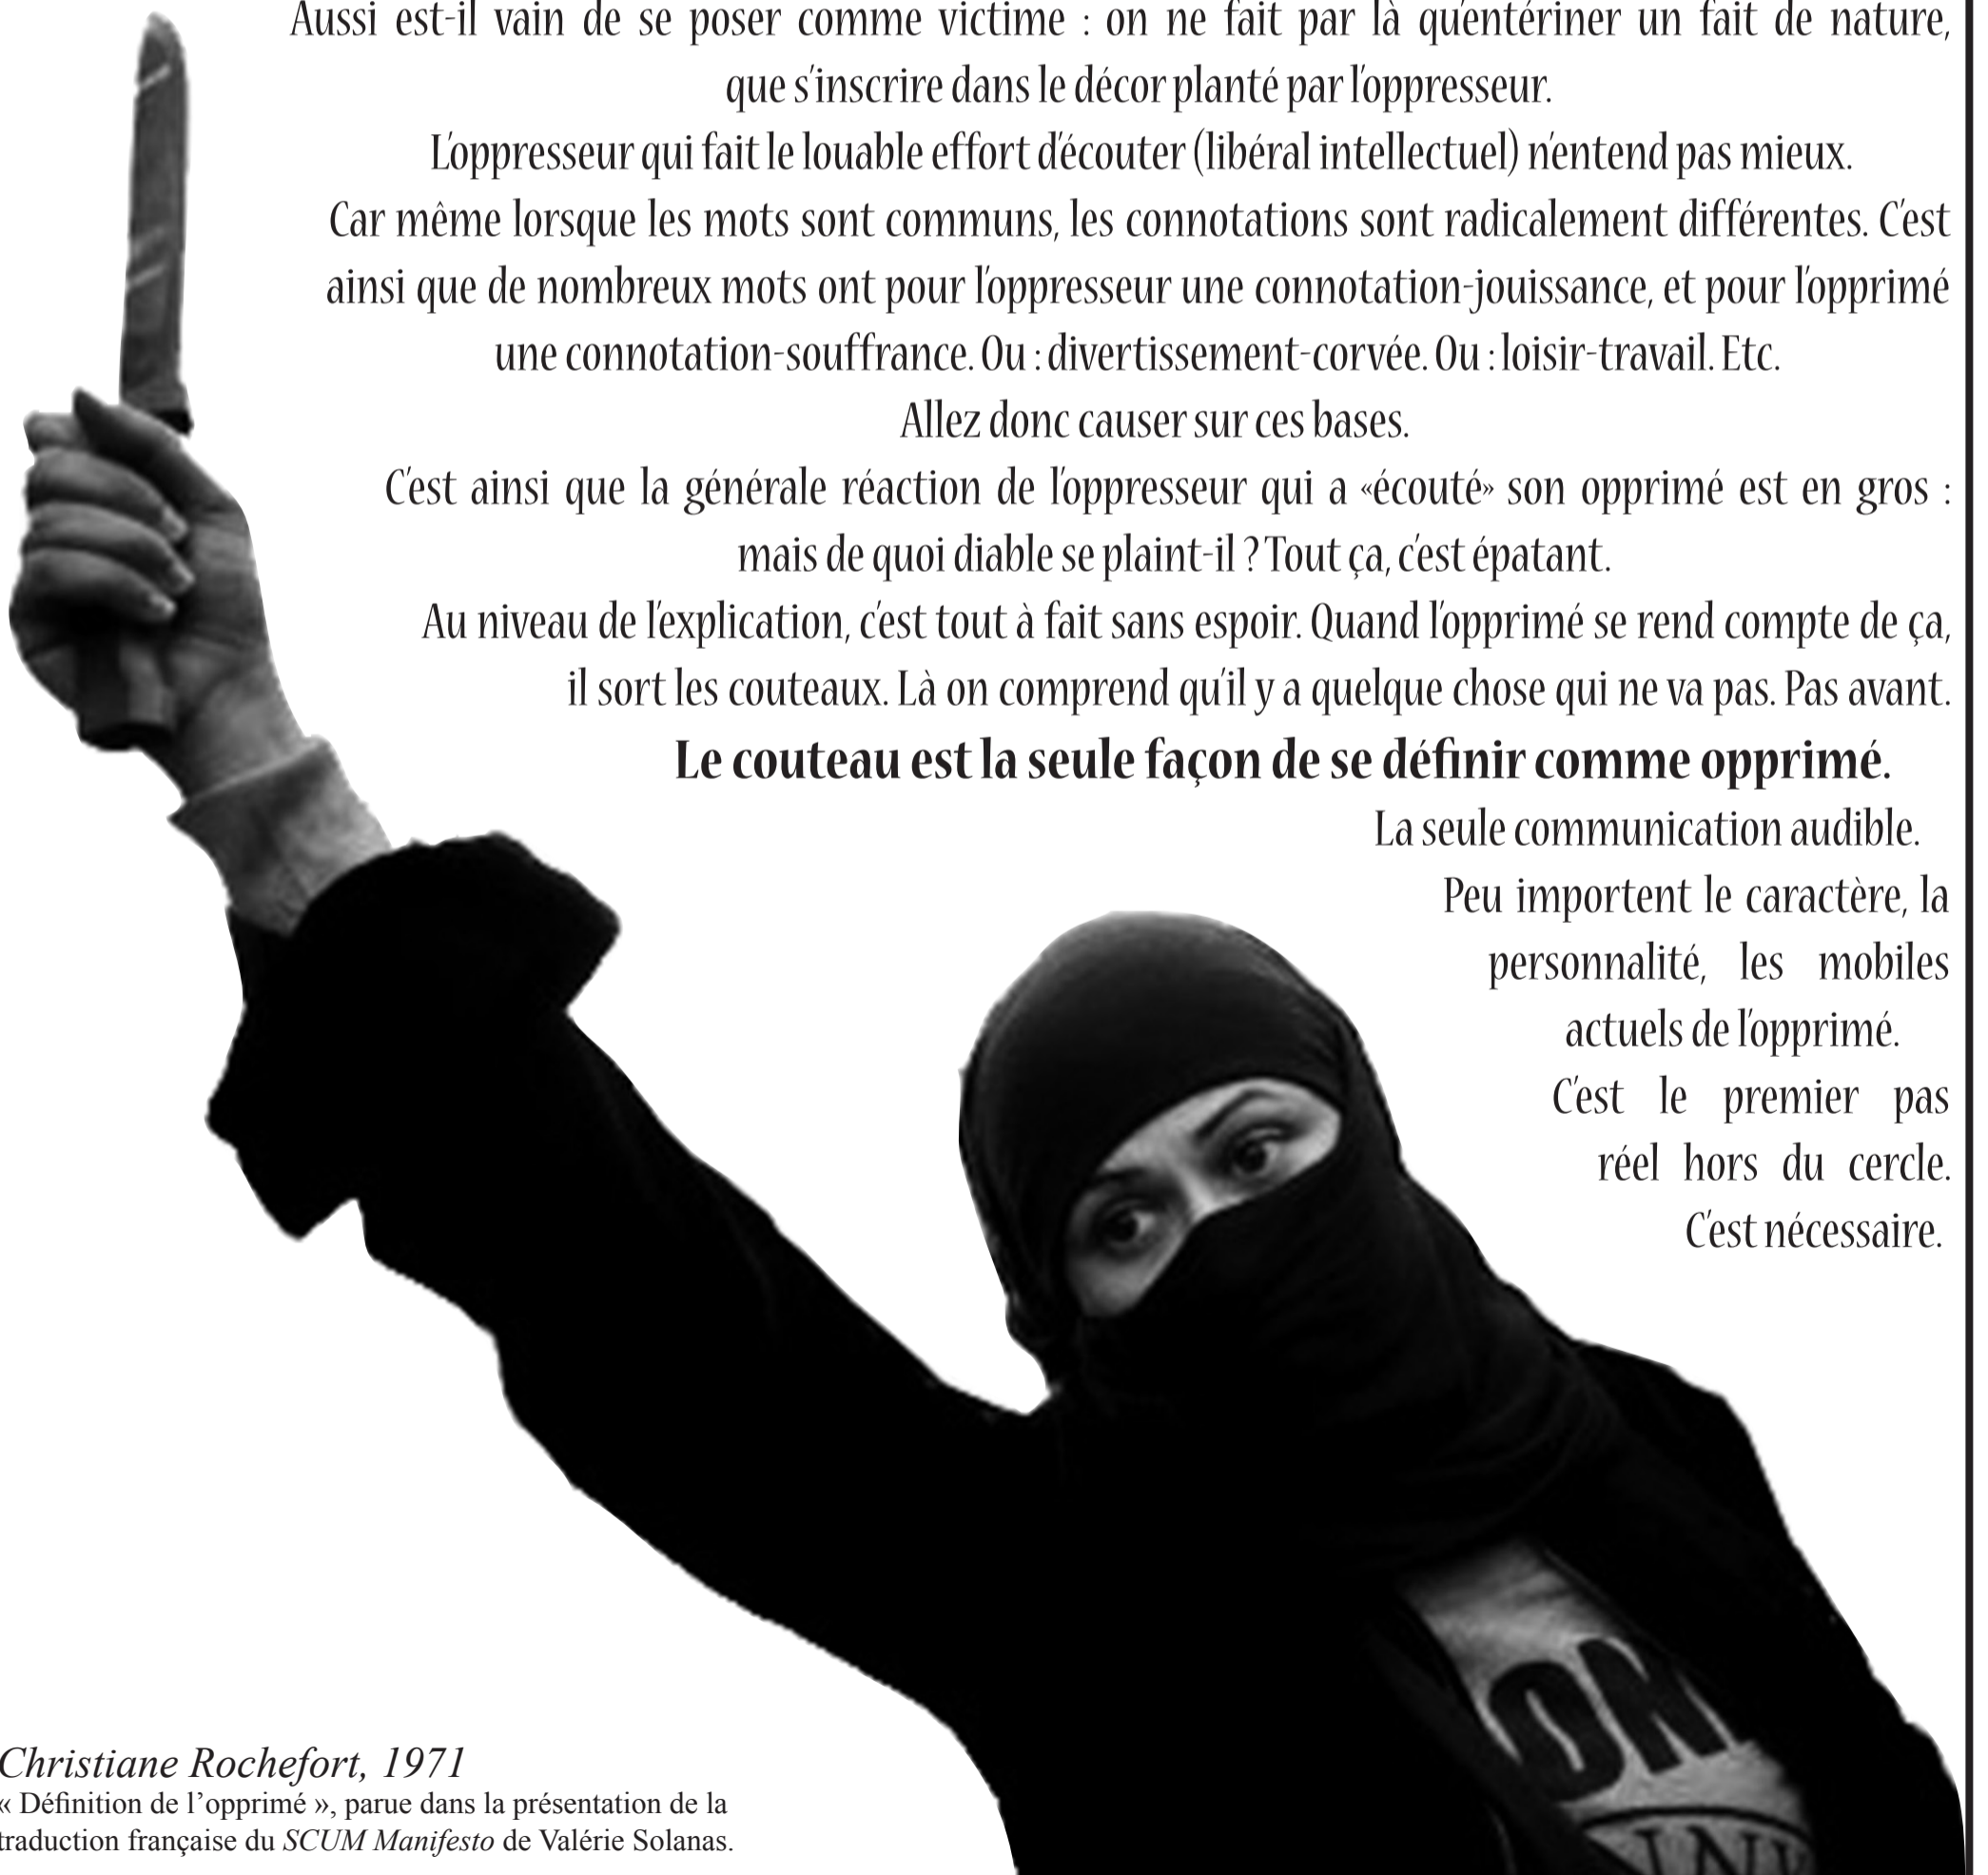 Aussi est-il vain de se poser comme victime : on ne fait par là qu'entériner un fait de nature,
que s'inscrire dans le décor planté par l'oppresseur.
L'oppresseur qui fait le louable effort d'écouter (libéral intellectuel) n'entend pas mieux.
Car même lorsque les mots sont communs, les connotations sont radicalement différentes. C'est
ainsi que de nombreux mots ont pour l'oppresseur une connotation-jouissance, et pour l'opprimé
une connotation-souffrance. Ou : divertissement-corvée. Ou : loisir-travail. Etc.
Allez donc causer sur ces bases.
C'est ainsi que la générale réaction de l'oppresseur qui a «écouté» son opprimé est en gros :
mais de quoi diable se plaint-il ? Tout ça, c'est épatant.
Au niveau de l'explication, c'est tout à fait sans espoir. Quand l'opprimé se rend compte de ça,
il sort les couteaux. Là on comprend qu'il y a quelque chose qui ne va pas. Pas avant.
Le couteau est la seule façon de se définir comme opprimé.
La seule communication audible.
Peu importent le caractère, la
personnalité, les mobiles
actuels de l'opprimé.
C'est le premier pas
réel hors du cercle.
C'est nécessaire.
Christiane Rochefort, 1971
« Définition de l’opprimé », parue dans la présentation de la
traduction française du SCUM Manifesto de Valérie Solanas.